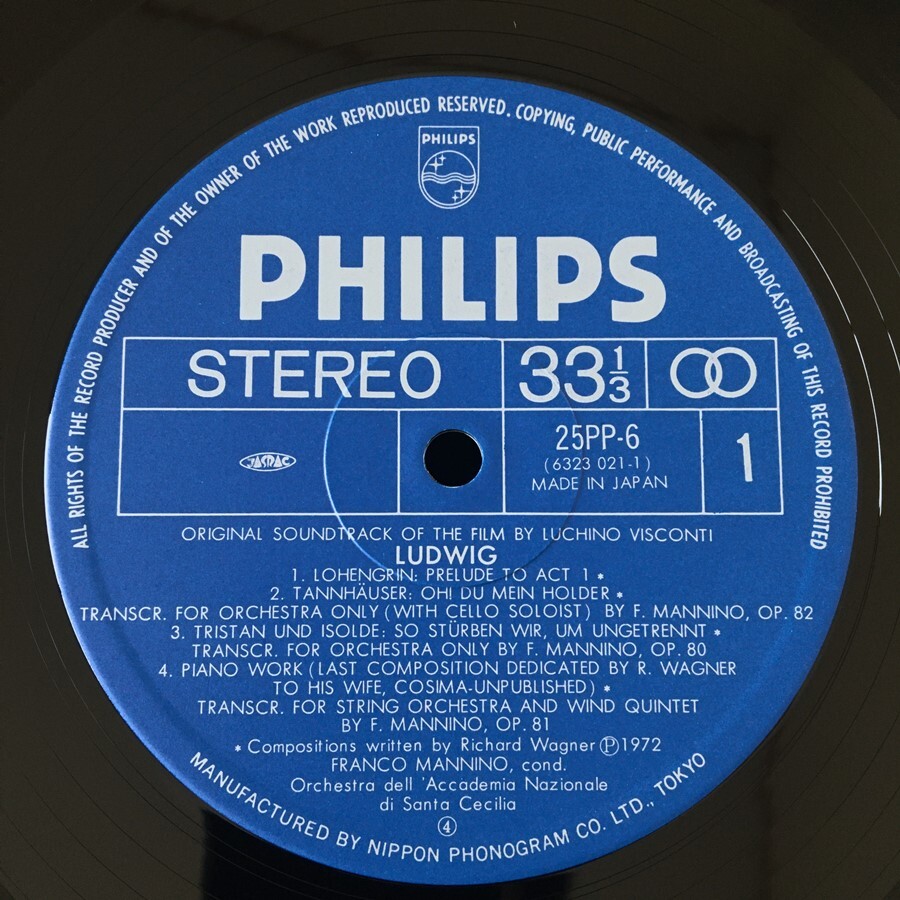 ALL RIGHTS OF THE RECORD PRODUCER AND OF THE OWNER OF THE WORK REPRODUCED RESERVED. COPYING, PUBLIC PERFORMANCE AND BROADCASTING OF THIS RECORD PROHIBITED
PHILIPS
PHILIPS
STEREO 33 1/3
JASRAC
25PP-6
(6323 021-1)
MADE IN JAPAN
1
ORIGINAL SOUNDTRACK OF THE FILM BY LUCHINO VISCONTI
LUDWIG
1. LOHENGRIN: PRELUDE TO ACT 1 *
2. TANNHÄUSER: OH! DU MEIN HOLDER *
TRANSCR. FOR ORCHESTRA ONLY (WITH CELLO SOLOIST) BY F. MANNINO, OP. 82
3. TRISTAN UND ISOLDE: SO STÜRBEN WIR, UM UNGETRENNT *
TRANSCR. FOR ORCHESTRA ONLY BY F. MANNINO, OP. 80
4. PIANO WORK (LAST COMPOSITION DEDICATED BY R. WAGNER
TO HIS WIFE, COSIMA-UNPUBLISHED) *
TRANSCR. FOR STRING ORCHESTRA AND WIND QUINTET
BY F. MANNINO, OP. 81
* Compositions written by Richard Wagner ℗ 1972
FRANCO MANNINO, cond.
Orchestra dell 'Accademia Nazionale
di Santa Cecilia
④
MANUFACTURED BY NIPPON PHONOGRAM CO. LTD., TOKYO